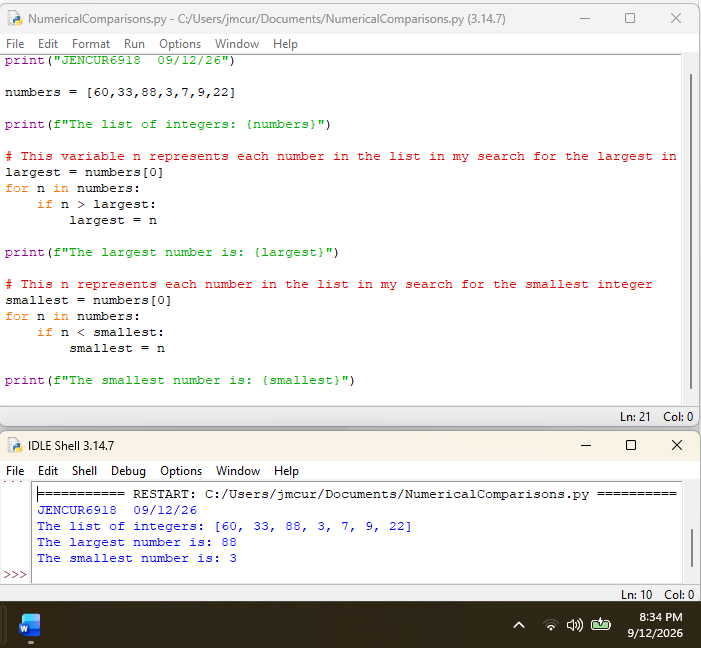 NumericalComparisons.py - C:/Users/jmcur/Documents/NumericalComparisons.py (3.14.7)
File Edit Format Run Options Window Help
print("JENCUR6918  09/12/26")
numbers = [60,33,88,3,7,9,22]
print(f"The list of integers: {numbers}")
# This variable n represents each number in the list in my search for the largest in
largest = numbers[0]
for n in numbers:
    if n > largest:
        largest = n
print(f"The largest number is: {largest}")
# This n represents each number in the list in my search for the smallest integer
smallest = numbers[0]
for n in numbers:
    if n < smallest:
        smallest = n
print(f"The smallest number is: {smallest}")
Ln: 21 Col: 0
IDLE Shell 3.14.7
File Edit Shell Debug Options Window Help
=========== RESTART: C:/Users/jmcur/Documents/NumericalComparisons.py ==========
JENCUR6918  09/12/26
The list of integers: [60, 33, 88, 3, 7, 9, 22]
The largest number is: 88
The smallest number is: 3
>>>
Ln: 10 Col: 0
W
8:34 PM
9/12/2026